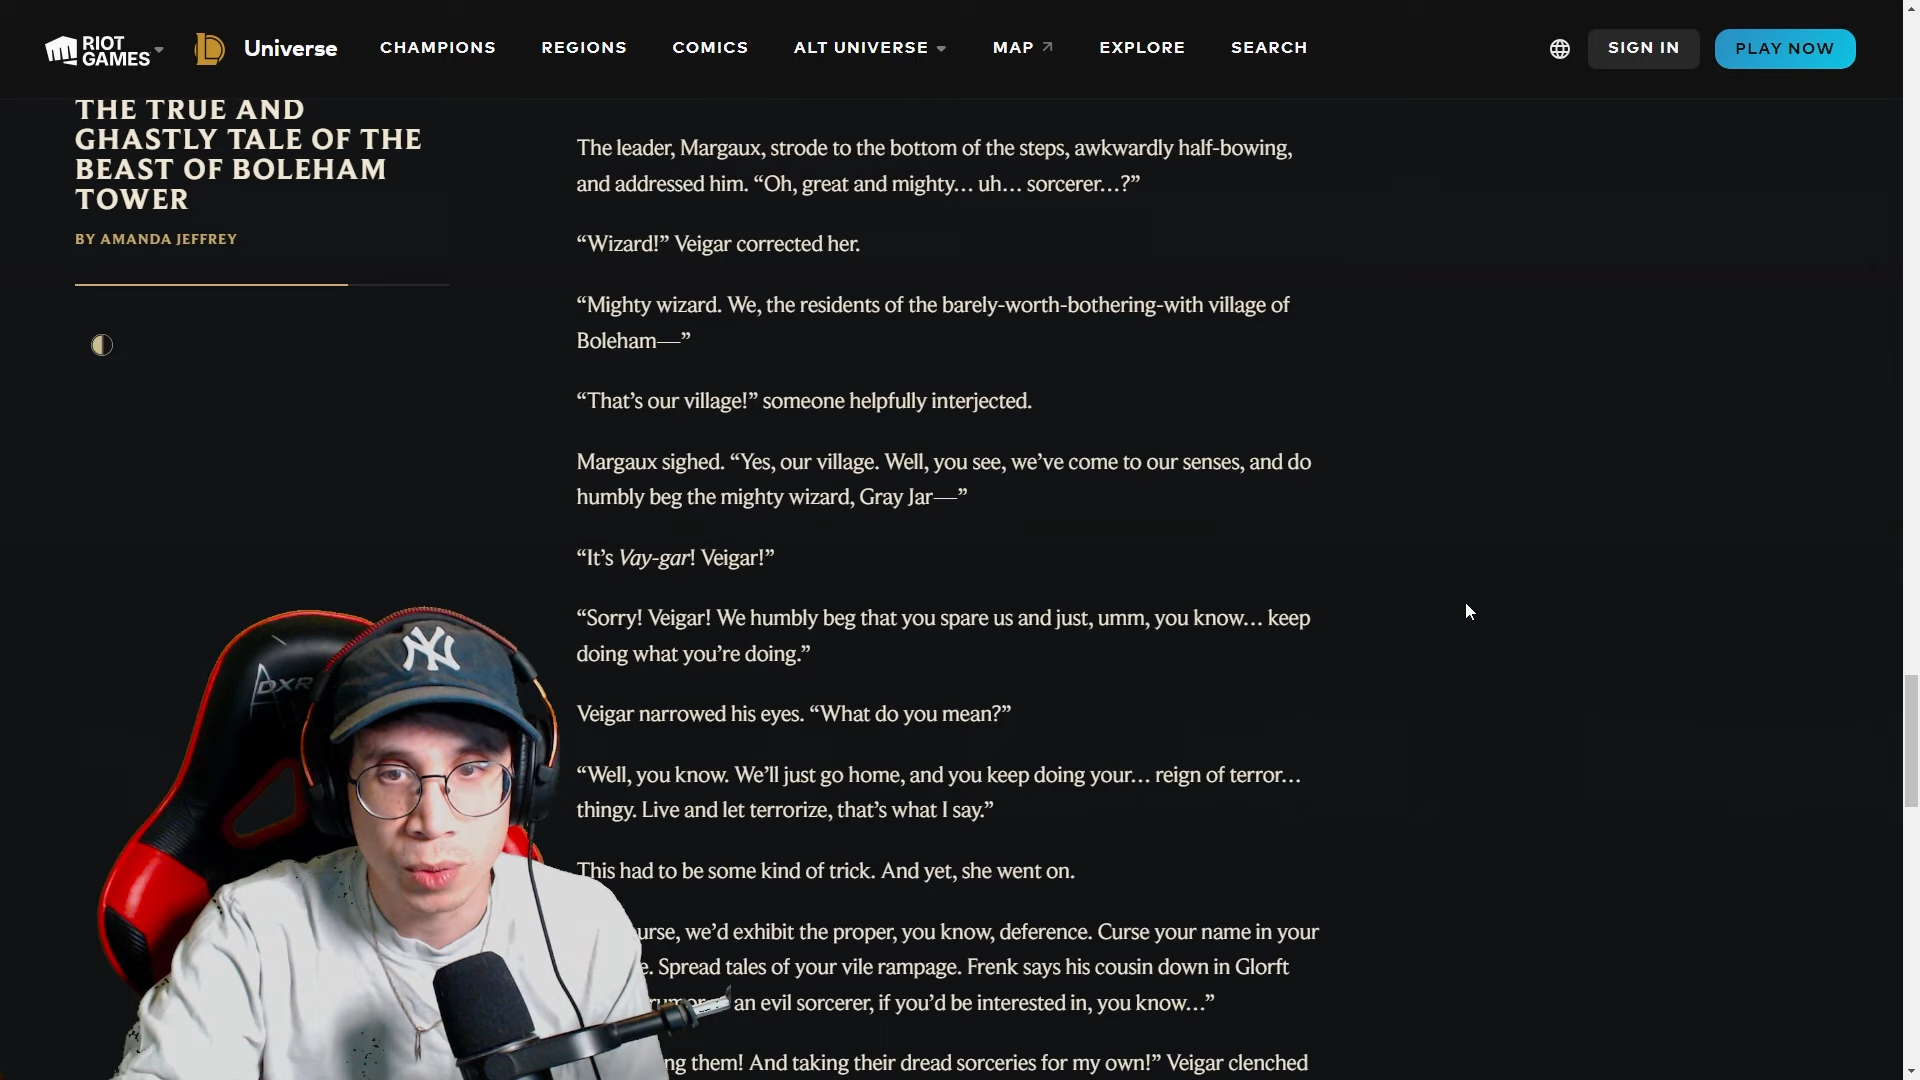 RIOT GAMES
Universe
CHAMPIONS
REGIONS
COMICS
ALT UNIVERSE
MAP
EXPLORE
SEARCH
SIGN IN
PLAY NOW
THE TRUE AND
GHASTLY TALE OF THE
BEAST OF BOLEHAM
TOWER
BY AMANDA JEFFREY
The leader, Margaux, strode to the bottom of the steps, awkwardly half-bowing,
and addressed him. “Oh, great and mighty… uh… sorcerer…?”
“Wizard!” Veigar corrected her.
“Mighty wizard. We, the residents of the barely-worth-bothering-with village of
Boleham—”
“That’s our village!” someone helpfully interjected.
Margaux sighed. “Yes, our village. Well, you see, we’ve come to our senses, and do
humbly beg the mighty wizard, Gray Jar—”
“It’s Vay-gar! Veigar!”
“Sorry! Veigar! We humbly beg that you spare us and just, umm, you know… keep
doing what you’re doing.”
Veigar narrowed his eyes. “What do you mean?”
“Well, you know. We’ll just go home, and you keep doing your… reign of terror…
thingy. Live and let terrorize, that’s what I say.”
This had to be some kind of trick. And yet, she went on.
we’d exhibit the proper, you know, deference. Curse your name in your
Spread tales of your vile rampage. Frenk says his cousin down in Glorft
an evil sorcerer, if you’d be interested in, you know…”
them! And taking their dread sorceries for my own!” Veigar clenched
NY
DXR